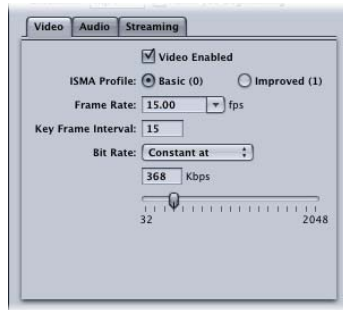 Video Audio Streaming
Video Enabled
ISMA Profile: Basic (0) Improved (1)
Frame Rate: 15.00 fps
Key Frame Interval: 15
Bit Rate: Constant at
368 Kbps
32 2048